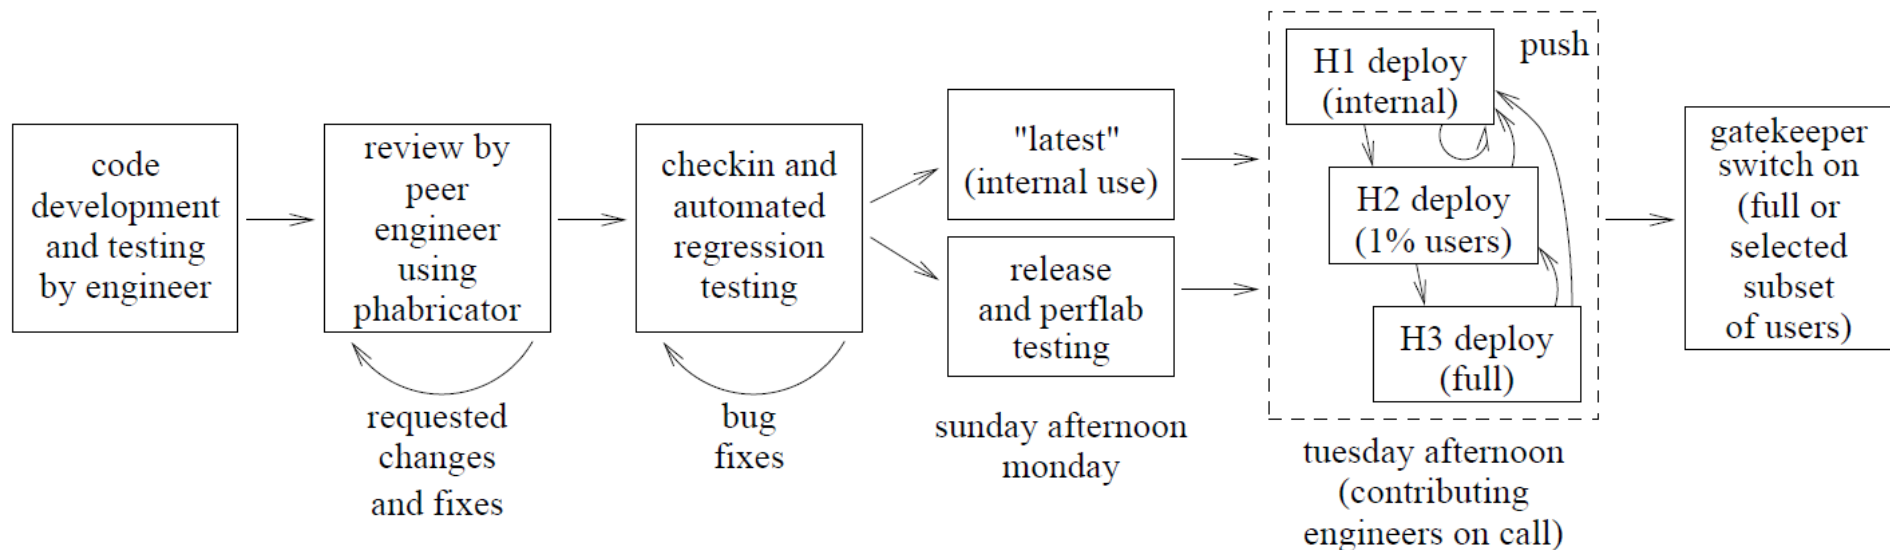 code
development
and testing
by engineer
review by
peer
engineer
using
phabricator
requested
changes
and fixes
checkin and
automated
regression
testing
bug
fixes
"latest"
(internal use)
release
and perflab
testing
sunday afternoon
monday
push
H1 deploy
(internal)
H2 deploy
(1% users)
H3 deploy
(full)
tuesday afternoon
(contributing
engineers on call)
gatekeeper
switch on
(full or
selected
subset
of users)